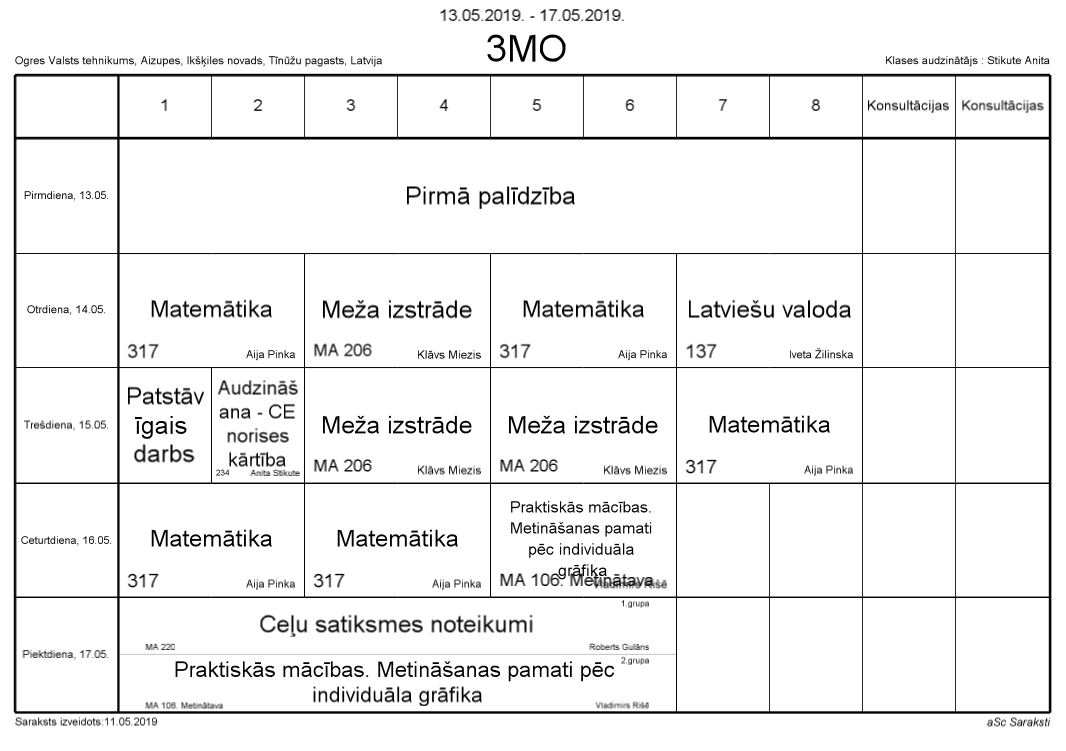 13.05.2019. - 17.05.2019.
3MO
Ogres Valsts tehnikums, Aizupes, Ikšķiles novads, Tīnūžu pagasts, Latvija
Klases audzinātājs : Stikute Anita
1 2 3 4 5 6 7 8 Konsultācijas Konsultācijas
Pirmdiena, 13.05.
Pirmā palīdzība
Otrdiena, 14.05.
Matemātika
317 Aija Pinka
Meža izstrāde
MA 206 Klāvs Miezis
Matemātika
317 Aija Pinka
Latviešu valoda
137 Iveta Žilinska
Trešdiena, 15.05.
Patstāv
īgais
darbs
Audzināš
ana - CE
norises
kārtība
234 Anita Stikute
Meža izstrāde
MA 206 Klāvs Miezis
Meža izstrāde
MA 206 Klāvs Miezis
Matemātika
317 Aija Pinka
Ceturtdiena, 16.05.
Matemātika
317 Aija Pinka
Matemātika
317 Aija Pinka
Praktiskās mācības.
Metināšanas pamati
pēc individuāla
grāfika
MA 106. Metinātava Vladimirs Rišē
Piektdiena, 17.05.
1.grupa
Ceļu satiksmes noteikumi
MA 220 Roberts Gulāns
2.grupa
Praktiskās mācības. Metināšanas pamati pēc
individuāla grāfika
MA 106. Metinātava Vladimirs Rišē
Saraksts izveidots:11.05.2019
aSc Saraksti